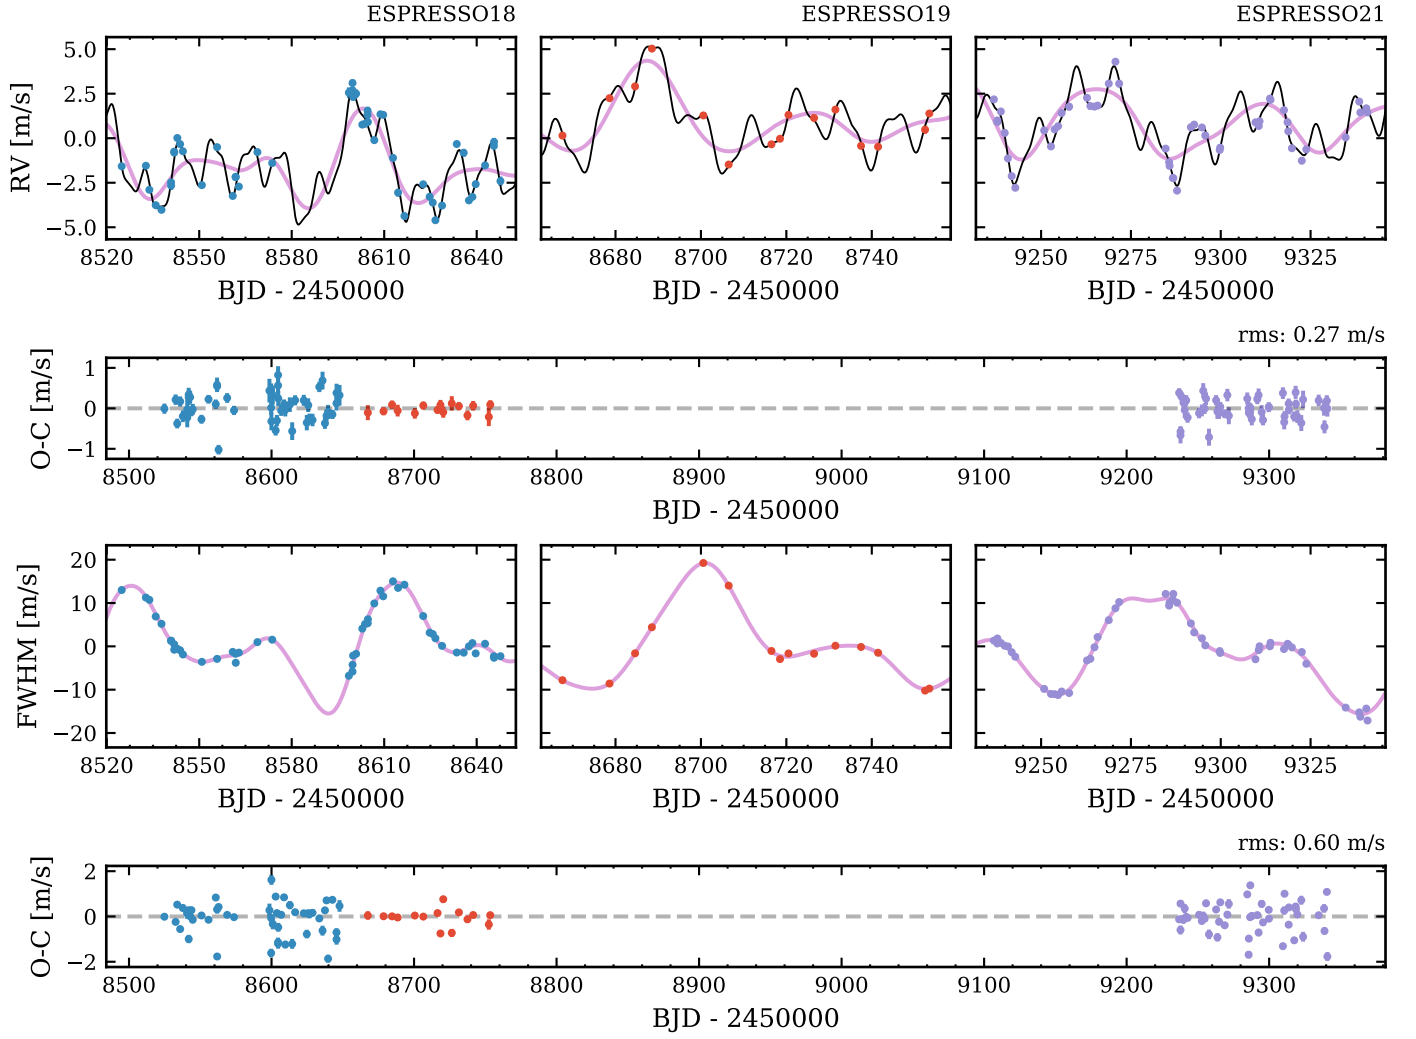 ESPRESSO18 ESPRESSO19 ESPRESSO21
RV [m/s]
5.0
2.5
0.0
−2.5
−5.0
8520 8550 8580 8610 8640 8680 8700 8720 8740 9250 9275 9300 9325
BJD - 2450000 BJD - 2450000 BJD - 2450000
rms: 0.27 m/s
O-C [m/s]
1
0
−1
8500 8600 8700 8800 8900 9000 9100 9200 9300
BJD - 2450000
FWHM [m/s]
20
10
0
−10
−20
8520 8550 8580 8610 8640 8680 8700 8720 8740 9250 9275 9300 9325
BJD - 2450000 BJD - 2450000 BJD - 2450000
rms: 0.60 m/s
O-C [m/s]
2
0
−2
8500 8600 8700 8800 8900 9000 9100 9200 9300
BJD - 2450000